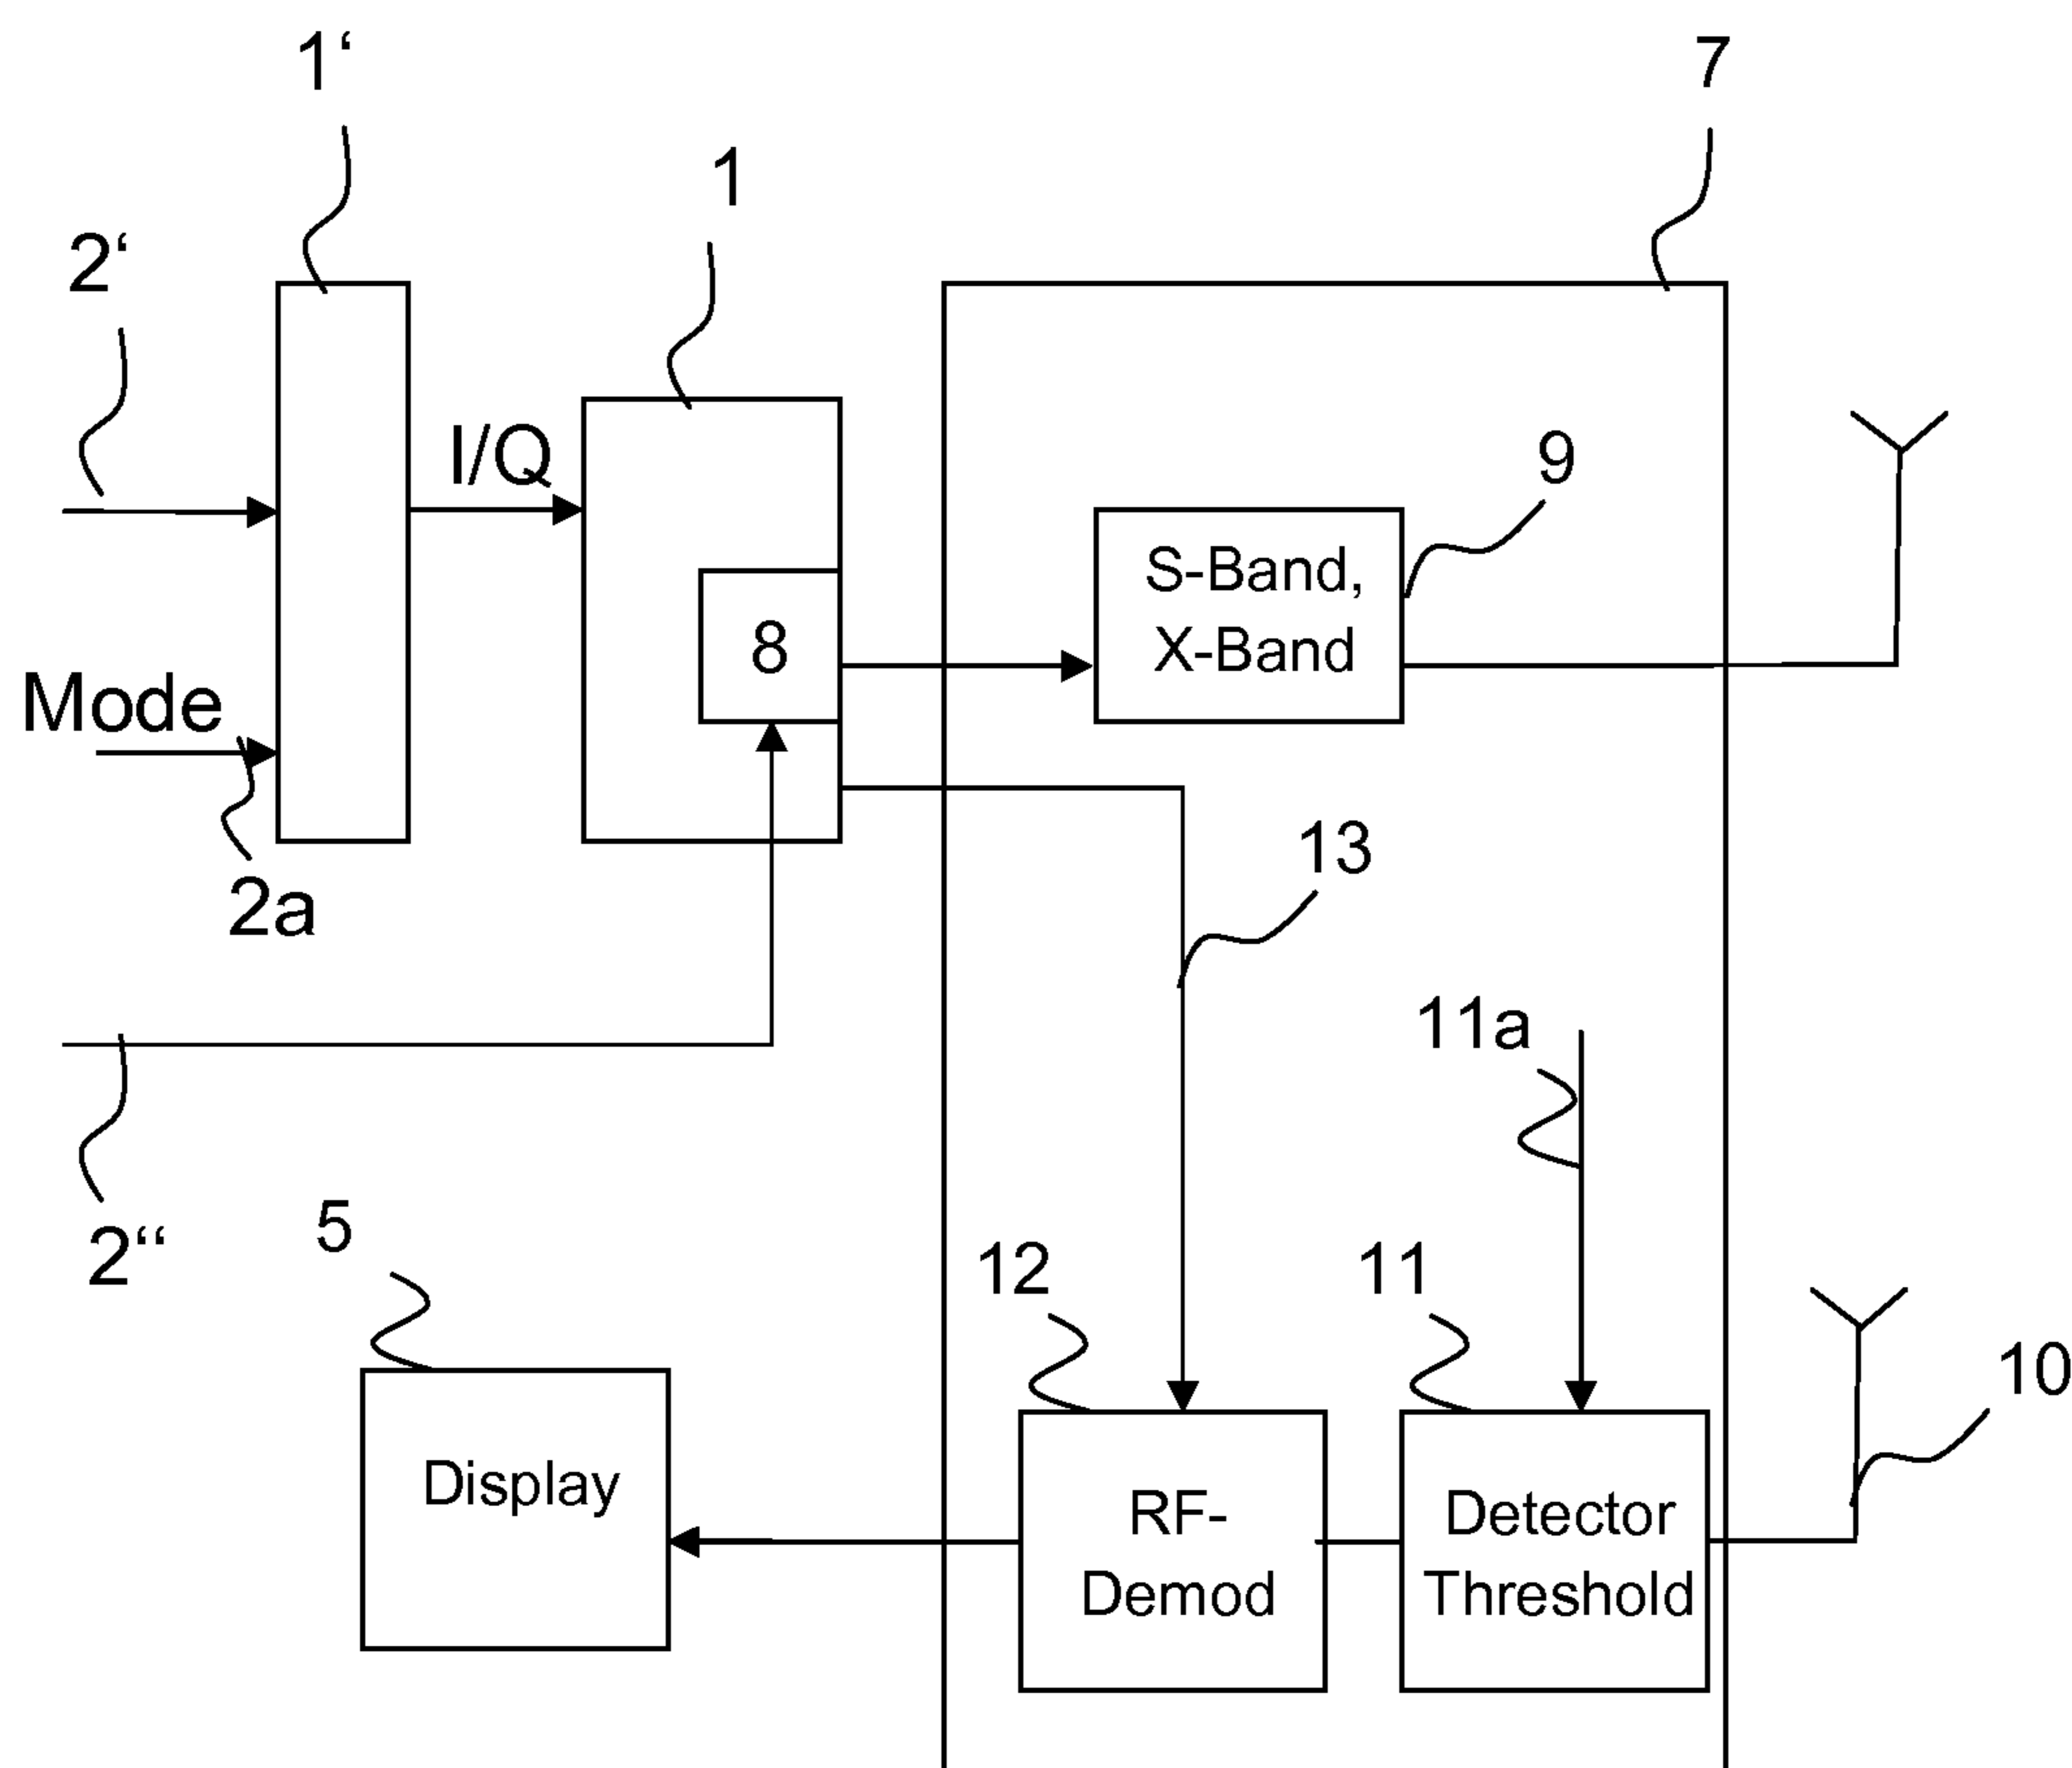 1‘
7
1
2‘
I/Q
9
S-Band,
X-Band
8
Mode
13
2a
11a
5
2“
12
11
10
Display
RF-
Demod
Detector
Threshold